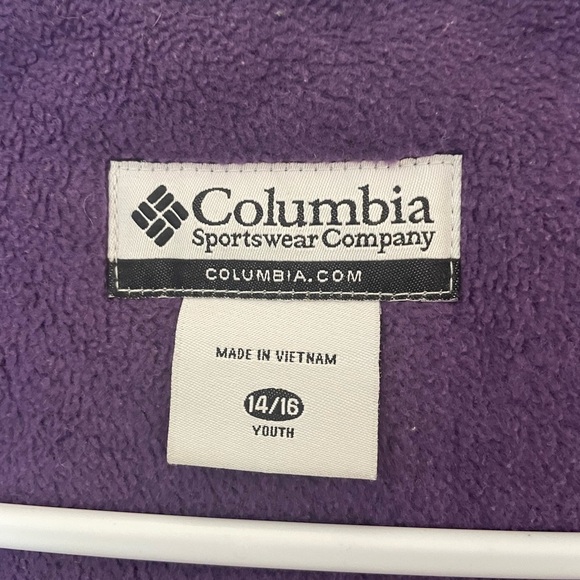 Columbia
Sportswear Company
COLUMBIA.COM
MADE IN VIETNAM
14/16
YOUTH